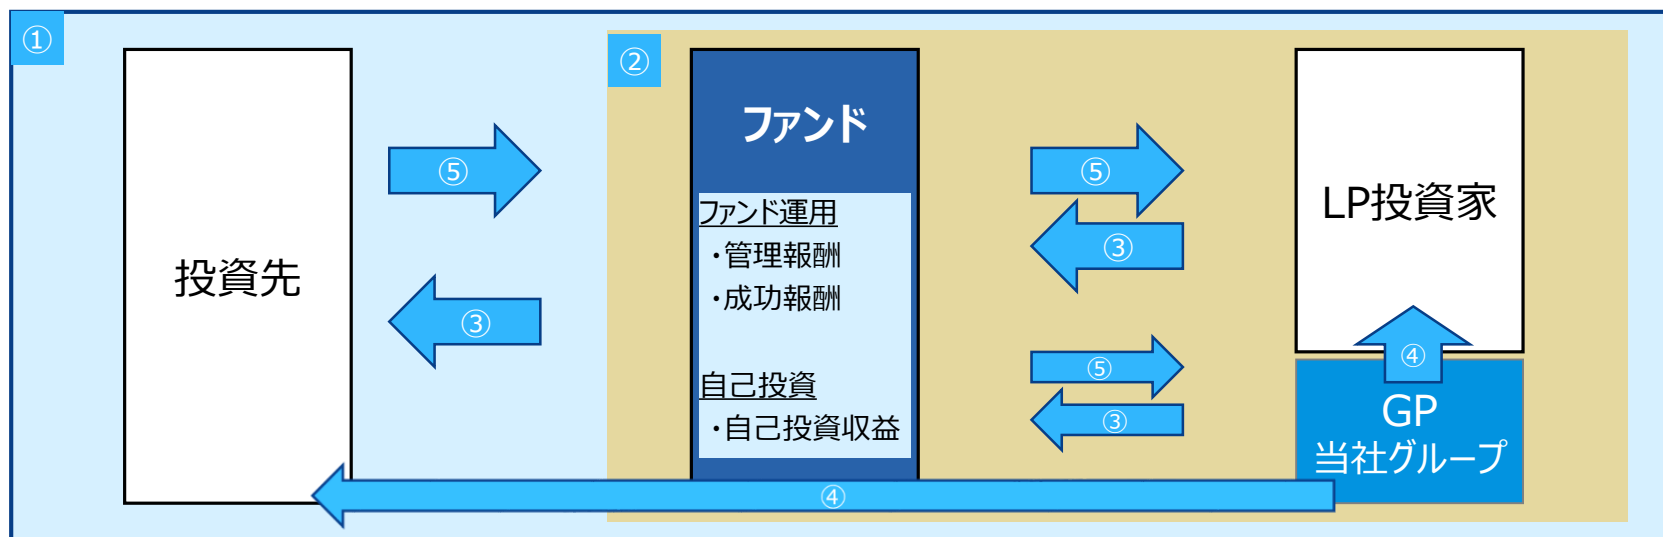 ①
②
投資先
⑤
③
ファンド
ファンド運用
・管理報酬
・成功報酬
自己投資
・自己投資収益
⑤
③
⑤
③
LP投資家
④
GP
当社グループ
④